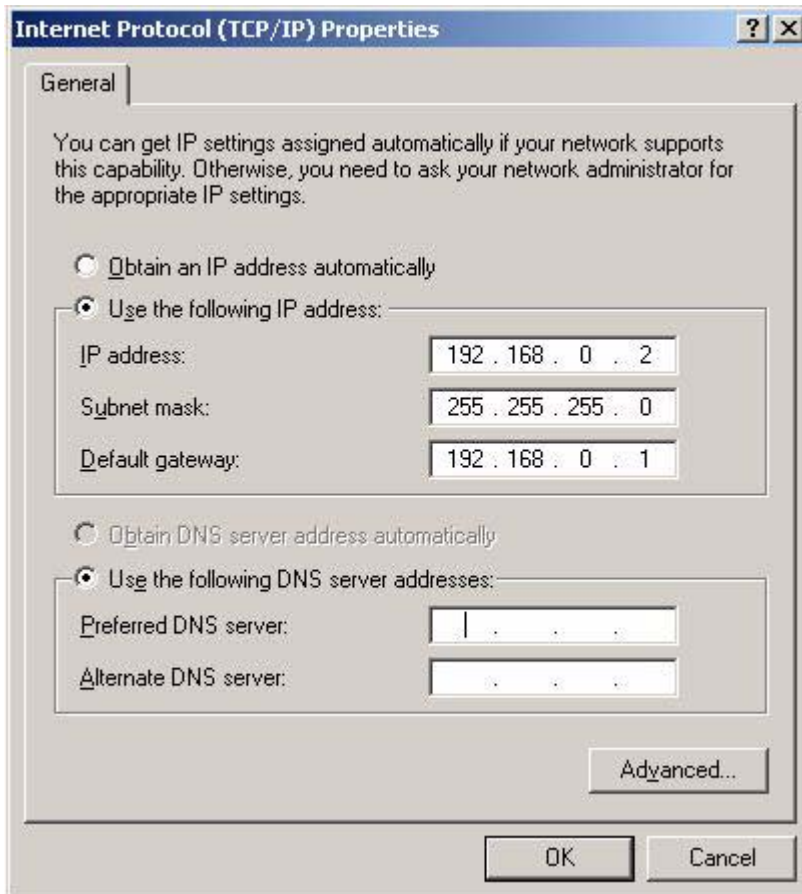 Internet Protocol (TCP/IP) Properties
General
You can get IP settings assigned automatically if your network supports
this capability. Otherwise, you need to ask your network administrator for
the appropriate IP settings.
Obtain an IP address automatically
Use the following IP address:
IP address: 192 . 168 . 0 . 2
Subnet mask: 255 . 255 . 255 . 0
Default gateway: 192 . 168 . 0 . 1
Obtain DNS server address automatically
Use the following DNS server addresses:
Preferred DNS server: . . .
Alternate DNS server: . . .
Advanced...
OK Cancel